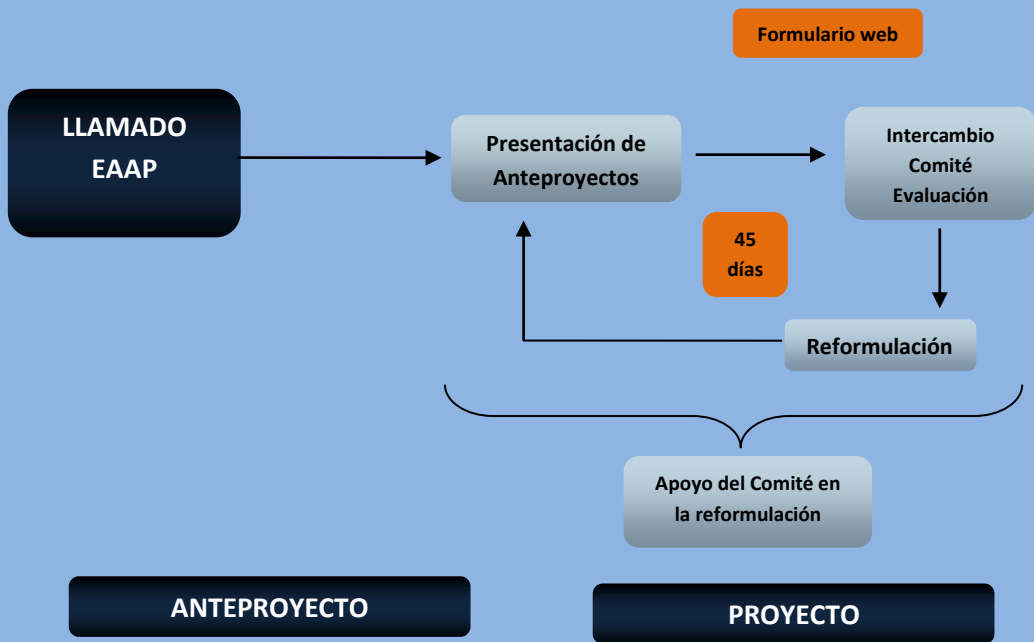 Formulario web
LLAMADO
EAAP
Presentación de
Anteproyectos
Intercambio
Comité
Evaluación
45
días
Reformulación
Apoyo del Comité en
la reformulación
ANTEPROYECTO
PROYECTO